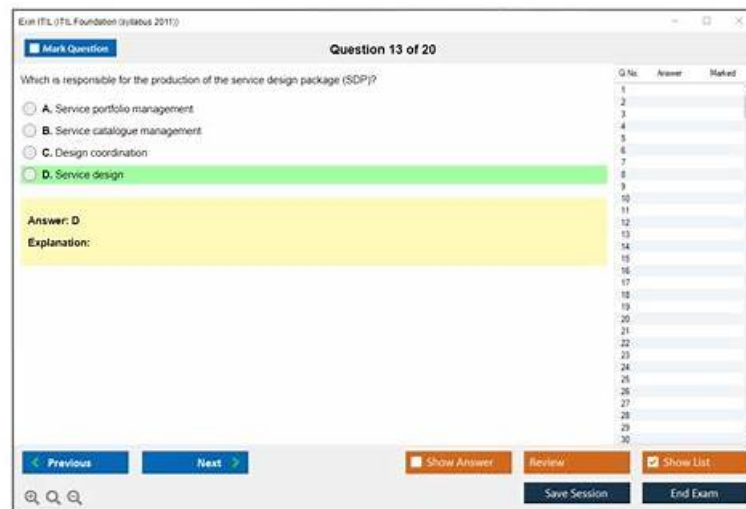 Exin ITIL (ITIL Foundation (syllabus 2011))
Mark Question
Question 13 of 20
Which is responsible for the production of the service design package (SDP)?
A. Service portfolio management
B. Service catalogue management
C. Design coordination
D. Service design
Answer: D
Explanation:
Q.No. Answer Marked
1
2
3
4
5
6
7
8
9
10
11
12
13
14
15
16
17
18
19
20
21
22
23
24
25
26
27
28
29
30
Previous Next Show Answer Review Show List
Save Session End Exam